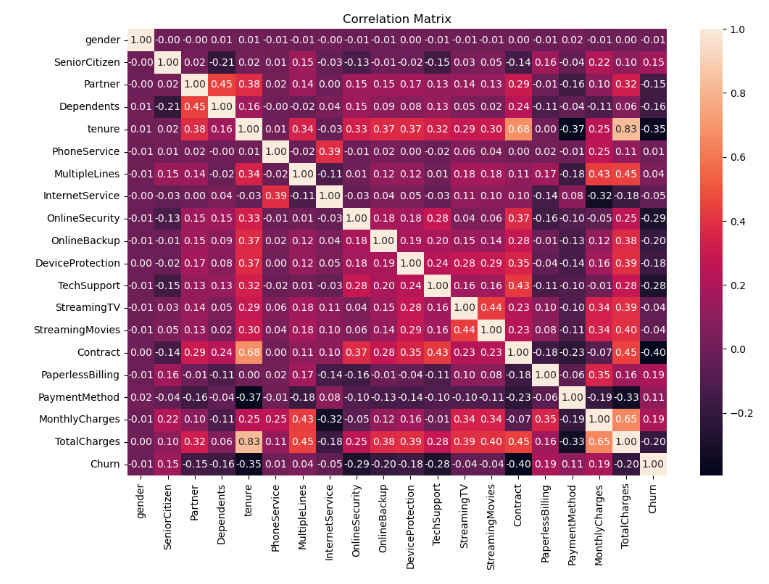 Correlation Matrix
gender 1.00 -0.00 -0.00 0.01 0.01 -0.01 -0.01 -0.00 -0.01 -0.01 0.00 -0.01 -0.01 -0.01 0.00 -0.01 0.02 -0.01 0.00 -0.01
SeniorCitizen -0.00 1.00 0.02 -0.21 0.02 0.01 0.15 -0.03 -0.13 -0.01 -0.02 -0.15 0.03 0.05 -0.14 0.16 -0.04 0.22 0.10 0.15
Partner -0.00 0.02 1.00 0.45 0.38 0.02 0.14 0.00 0.15 0.15 0.17 0.13 0.14 0.13 0.29 -0.01 -0.16 0.10 0.32 -0.15
Dependents 0.01 -0.21 0.45 1.00 0.16 -0.00 -0.02 0.04 0.15 0.09 0.08 0.13 0.05 0.02 0.24 -0.11 -0.04 -0.11 0.06 -0.16
tenure 0.01 0.02 0.38 0.16 1.00 0.01 0.34 -0.03 0.33 0.37 0.37 0.32 0.29 0.30 0.68 0.00 -0.37 0.25 0.83 -0.35
PhoneService -0.01 0.01 0.02 -0.00 0.01 1.00 -0.02 0.39 -0.01 0.02 0.00 -0.02 0.06 0.04 0.00 0.02 -0.01 0.25 0.11 0.01
MultipleLines -0.01 0.15 0.14 -0.02 0.34 -0.02 1.00 -0.11 0.01 0.12 0.12 0.01 0.18 0.18 0.11 0.17 -0.18 0.43 0.45 0.04
InternetService -0.00 -0.03 0.00 0.04 -0.03 0.39 -0.11 1.00 -0.03 0.04 0.05 -0.03 0.11 0.10 0.10 -0.14 0.08 -0.32 -0.18 -0.05
OnlineSecurity -0.01 -0.13 0.15 0.15 0.33 -0.01 0.01 -0.03 1.00 0.18 0.18 0.28 0.04 0.06 0.37 -0.16 -0.10 -0.05 0.25 -0.29
OnlineBackup -0.01 -0.01 0.15 0.09 0.37 0.02 0.12 0.04 0.18 1.00 0.19 0.20 0.15 0.14 0.28 -0.01 -0.13 0.12 0.38 -0.20
DeviceProtection 0.00 -0.02 0.17 0.08 0.37 0.00 0.12 0.05 0.18 0.19 1.00 0.24 0.28 0.29 0.35 -0.04 -0.14 0.16 0.39 -0.18
TechSupport -0.01 -0.15 0.13 0.13 0.32 -0.02 0.01 -0.03 0.28 0.20 0.24 1.00 0.16 0.16 0.43 -0.11 -0.10 -0.01 0.28 -0.28
StreamingTV -0.01 0.03 0.14 0.05 0.29 0.06 0.18 0.11 0.04 0.15 0.28 0.16 1.00 0.44 0.23 0.10 -0.10 0.34 0.39 -0.04
StreamingMovies -0.01 0.05 0.13 0.02 0.30 0.04 0.18 0.10 0.06 0.14 0.29 0.16 0.44 1.00 0.23 0.08 -0.11 0.34 0.40 -0.04
Contract 0.00 -0.14 0.29 0.24 0.68 0.00 0.11 0.10 0.37 0.28 0.35 0.43 0.23 0.23 1.00 -0.18 -0.23 -0.07 0.45 -0.40
PaperlessBilling -0.01 0.16 -0.01 -0.11 0.00 0.02 0.17 -0.14 -0.16 -0.01 -0.04 -0.11 0.10 0.08 -0.18 1.00 -0.06 0.35 0.16 0.19
PaymentMethod 0.02 -0.04 -0.16 -0.04 -0.37 -0.01 -0.18 0.08 -0.10 -0.13 -0.14 -0.10 -0.10 -0.11 -0.23 -0.06 1.00 -0.19 -0.33 0.11
MonthlyCharges -0.01 0.22 0.10 -0.11 0.25 0.25 0.43 -0.32 -0.05 0.12 0.16 -0.01 0.34 0.34 -0.07 0.35 -0.19 1.00 0.65 0.19
TotalCharges 0.00 0.10 0.32 0.06 0.83 0.11 0.45 -0.18 0.25 0.38 0.39 0.28 0.39 0.40 0.45 0.16 -0.33 0.65 1.00 -0.20
Churn -0.01 0.15 -0.15 -0.16 -0.35 0.01 0.04 -0.05 -0.29 -0.20 -0.18 -0.28 -0.04 -0.04 -0.40 0.19 0.11 0.19 -0.20 1.00
gender SeniorCitizen Partner Dependents tenure PhoneService MultipleLines InternetService OnlineSecurity OnlineBackup DeviceProtection TechSupport StreamingTV StreamingMovies Contract PaperlessBilling PaymentMethod MonthlyCharges TotalCharges Churn
1.0
0.8
0.6
0.4
0.2
0.0
−0.2